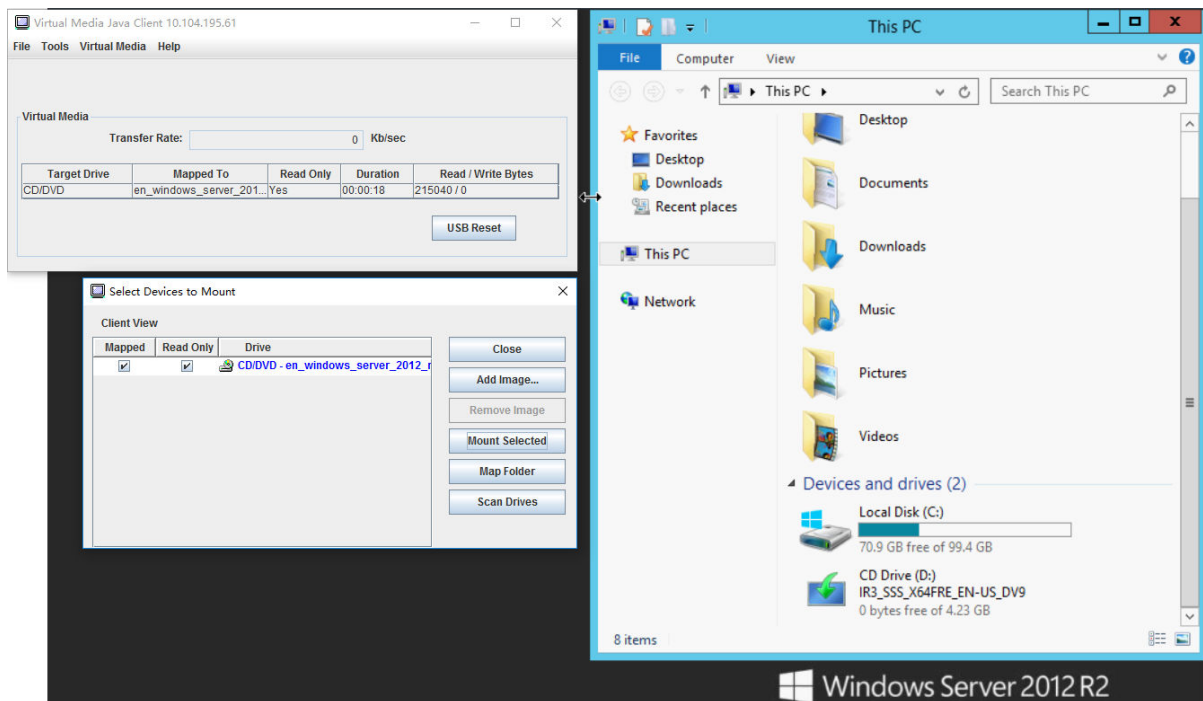 Virtual Media Java Client 10.104.195.61
File Tools Virtual Media Help
Virtual Media
Transfer Rate: 0 Kb/sec
Target Drive Mapped To Read Only Duration Read / Write Bytes
CD/DVD en_windows_server_201... Yes 00:00:18 215040 / 0
USB Reset
Select Devices to Mount
Client View
Mapped Read Only Drive
CD/DVD - en_windows_server_2012_r
Close
Add Image...
Remove Image
Mount Selected
Map Folder
Scan Drives
This PC
File Computer View
This PC
Search This PC
Favorites
Desktop
Downloads
Recent places
This PC
Network
Desktop
Documents
Downloads
Music
Pictures
Videos
Devices and drives (2)
Local Disk (C:)
70.9 GB free of 99.4 GB
CD Drive (D:)
IR3_SSS_X64FRE_EN-US_DV9
0 bytes free of 4.23 GB
8 items
Windows Server 2012 R2